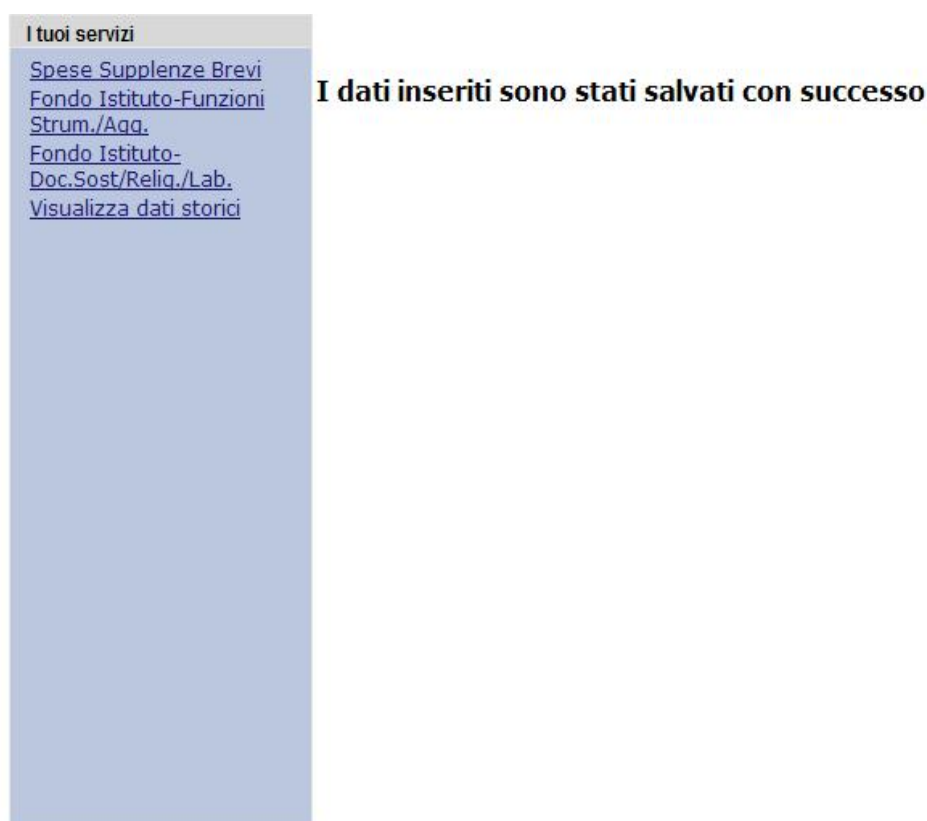 I tuoi servizi
Spese Supplenze Brevi
Fondo Istituto-Funzioni
Strum./Agg.
Fondo Istituto-
Doc.Sost/Relig./Lab.
Visualizza dati storici
I dati inseriti sono stati salvati con successo